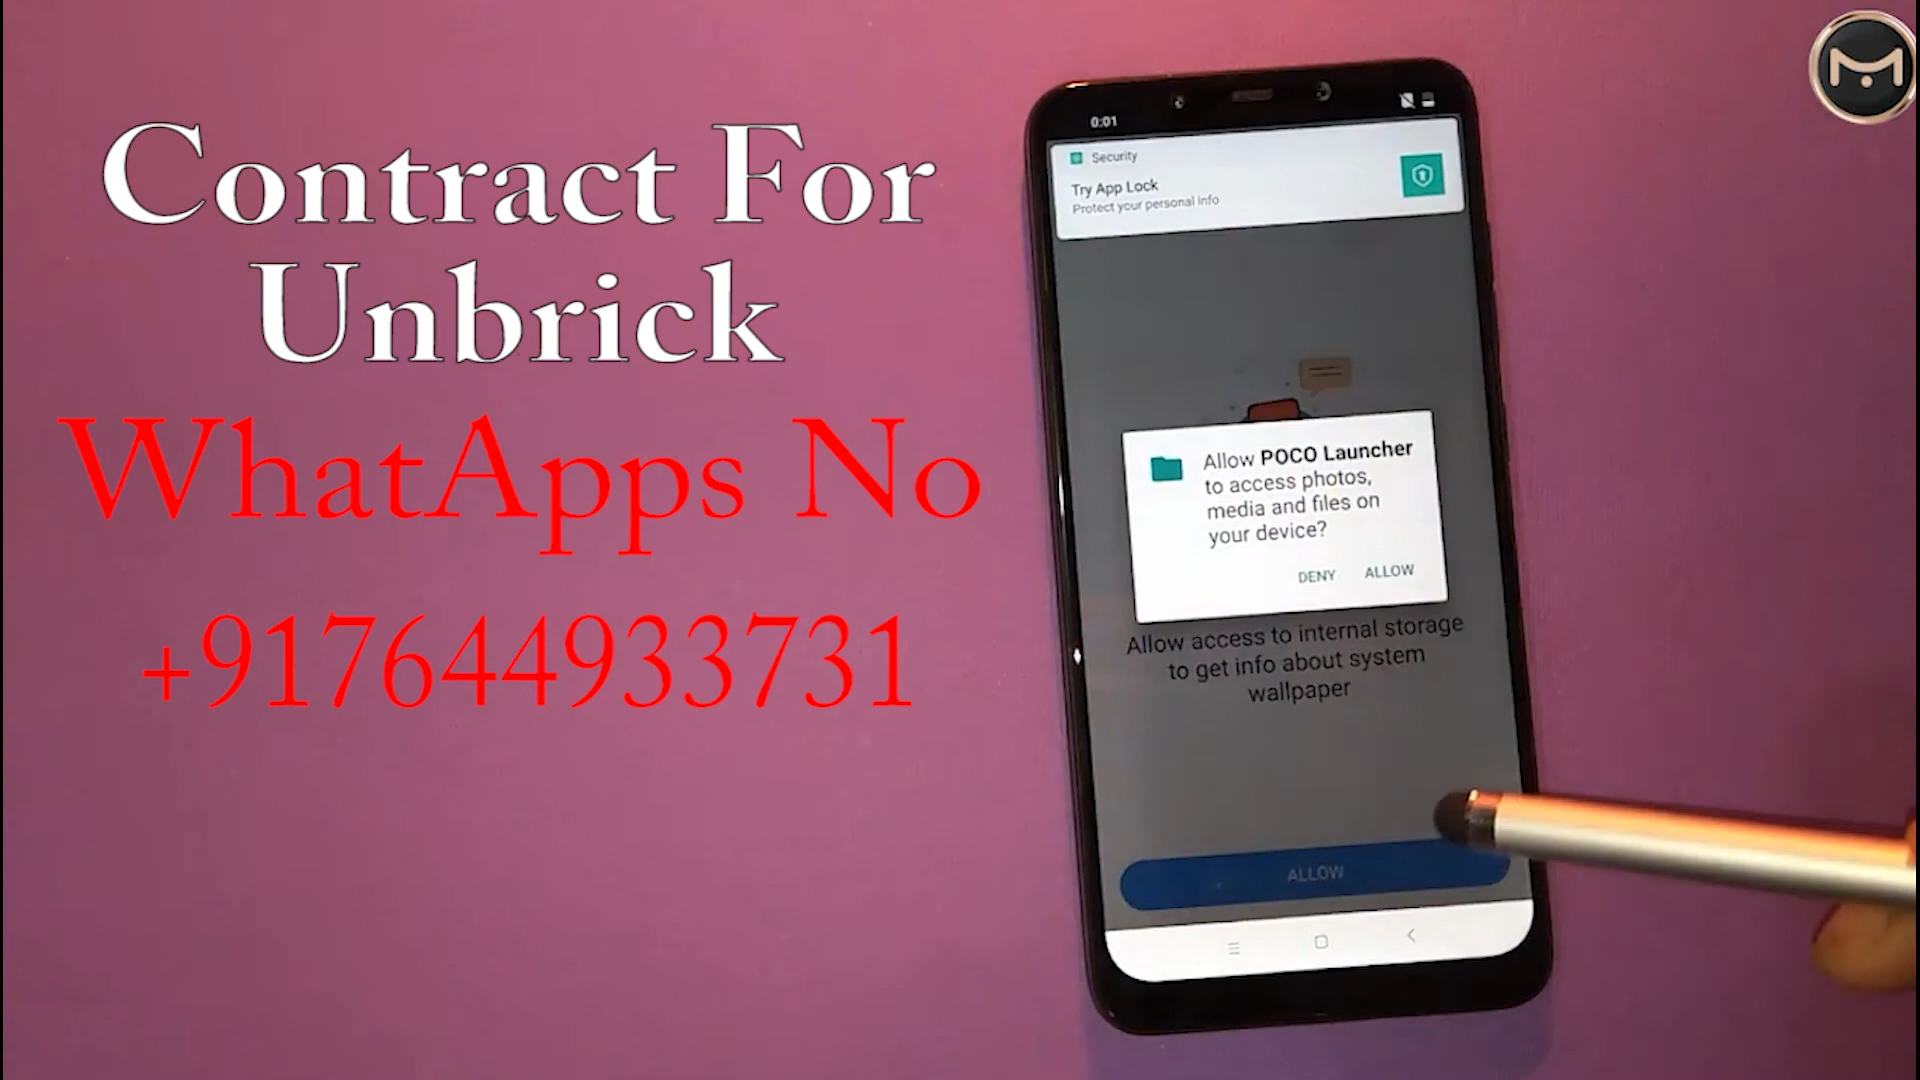 Contract For
Unbrick
WhatApps No
+917644933731
0:01
Security
Try App Lock
Protect your personal info
Allow POCO Launcher
to access photos,
media and files on
your device?
DENY ALLOW
Allow access to internal storage
to get info about system
wallpaper
ALLOW